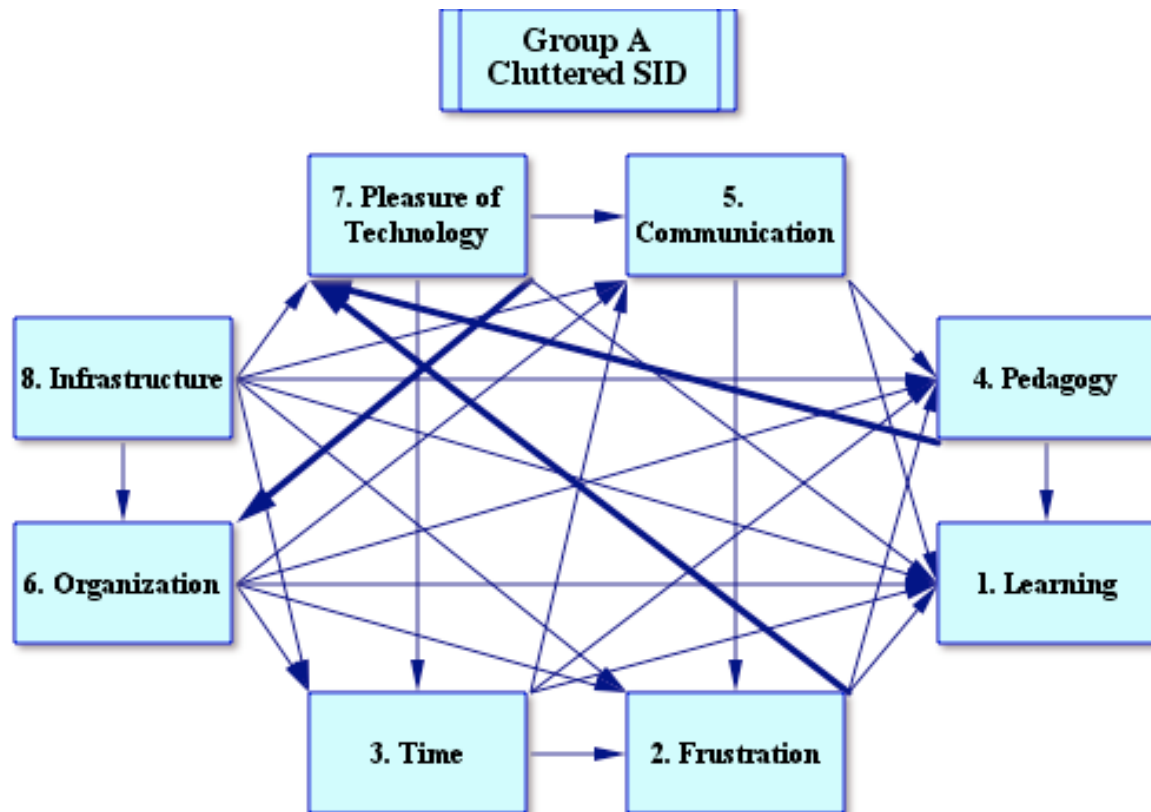 Group A
Cluttered SID
7. Pleasure of
Technology
5.
Communication
8. Infrastructure
4. Pedagogy
6. Organization
1. Learning
3. Time
2. Frustration